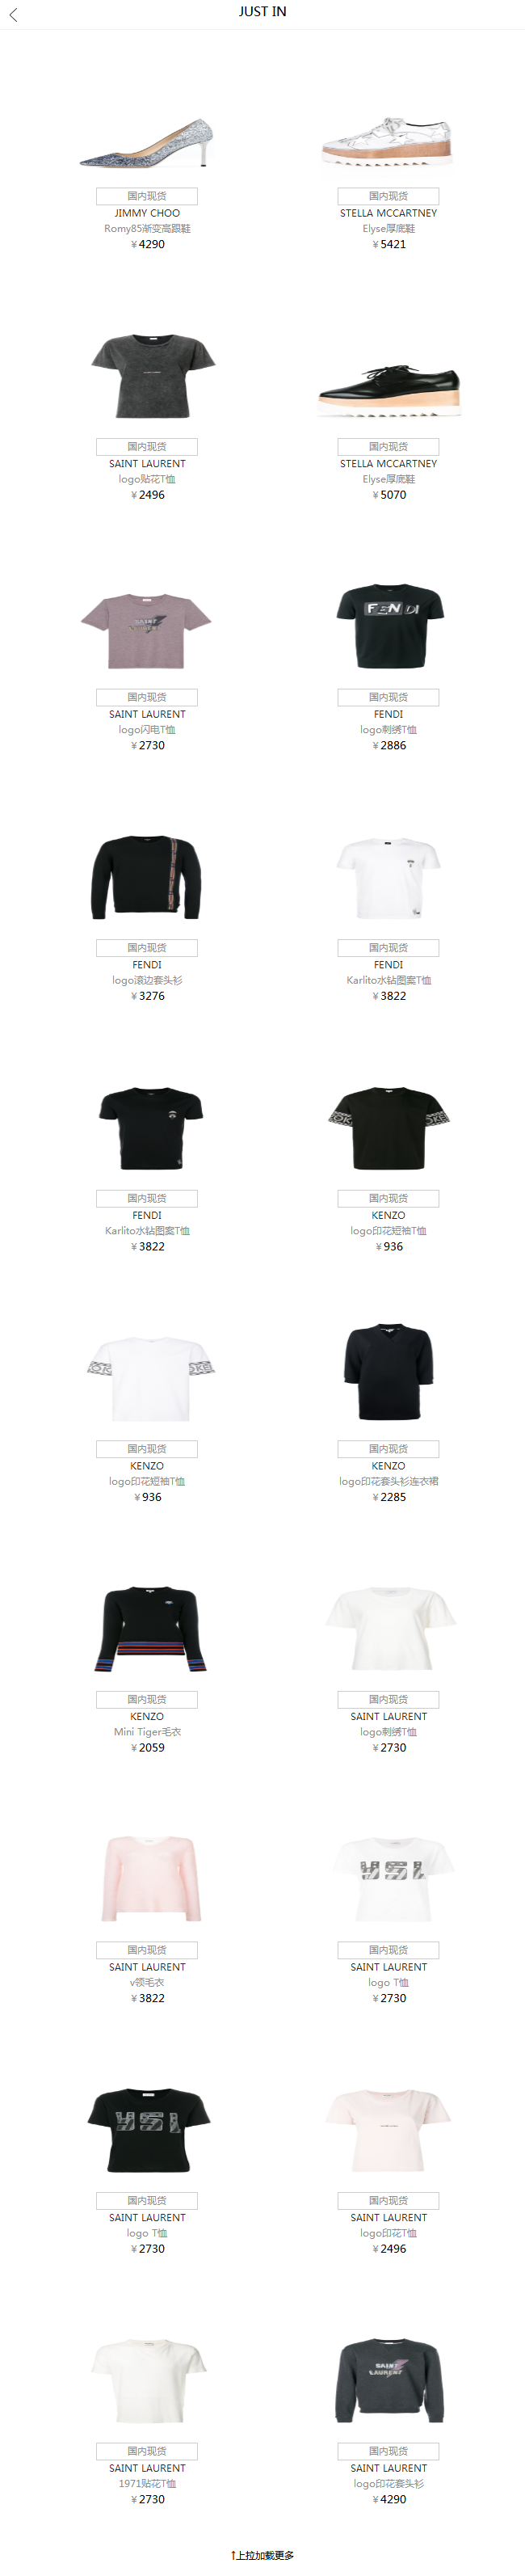 JUST IN
国内现货
JIMMY CHOO
Romy85渐变高跟鞋
¥4290
国内现货
STELLA MCCARTNEY
Elyse厚底鞋
¥5421
国内现货
SAINT LAURENT
logo贴花T恤
¥2496
国内现货
STELLA MCCARTNEY
Elyse厚底鞋
¥5070
SAINT
LAURENT
国内现货
SAINT LAURENT
logo闪电T恤
¥2730
FENDI
国内现货
FENDI
logo刺绣T恤
¥2886
国内现货
FENDI
logo滚边套头衫
¥3276
国内现货
FENDI
Karlito水钻图案T恤
¥3822
国内现货
FENDI
Karlito水钻图案T恤
¥3822
国内现货
KENZO
logo印花短袖T恤
¥936
国内现货
KENZO
logo印花短袖T恤
¥936
国内现货
KENZO
logo印花套头衫连衣裙
¥2285
国内现货
KENZO
Mini Tiger毛衣
¥2059
国内现货
SAINT LAURENT
logo刺绣T恤
¥2730
国内现货
SAINT LAURENT
v领毛衣
¥3822
YSL
国内现货
SAINT LAURENT
logo T恤
¥2730
YSL
国内现货
SAINT LAURENT
logo T恤
¥2730
国内现货
SAINT LAURENT
logo印花T恤
¥2496
国内现货
SAINT LAURENT
1971贴花T恤
¥2730
SAINT
LAURENT
国内现货
SAINT LAURENT
logo印花套头衫
¥4290
↑上拉加载更多